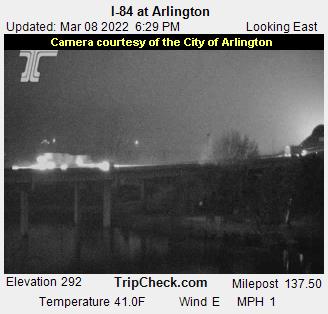 I-84 at Arlington
Updated: Mar 08 2022 6:29 PM Looking East
Camera courtesy of the City of Arlington
Elevation 292 TripCheck.com Milepost 137.50
Temperature 41.0F Wind E MPH 1